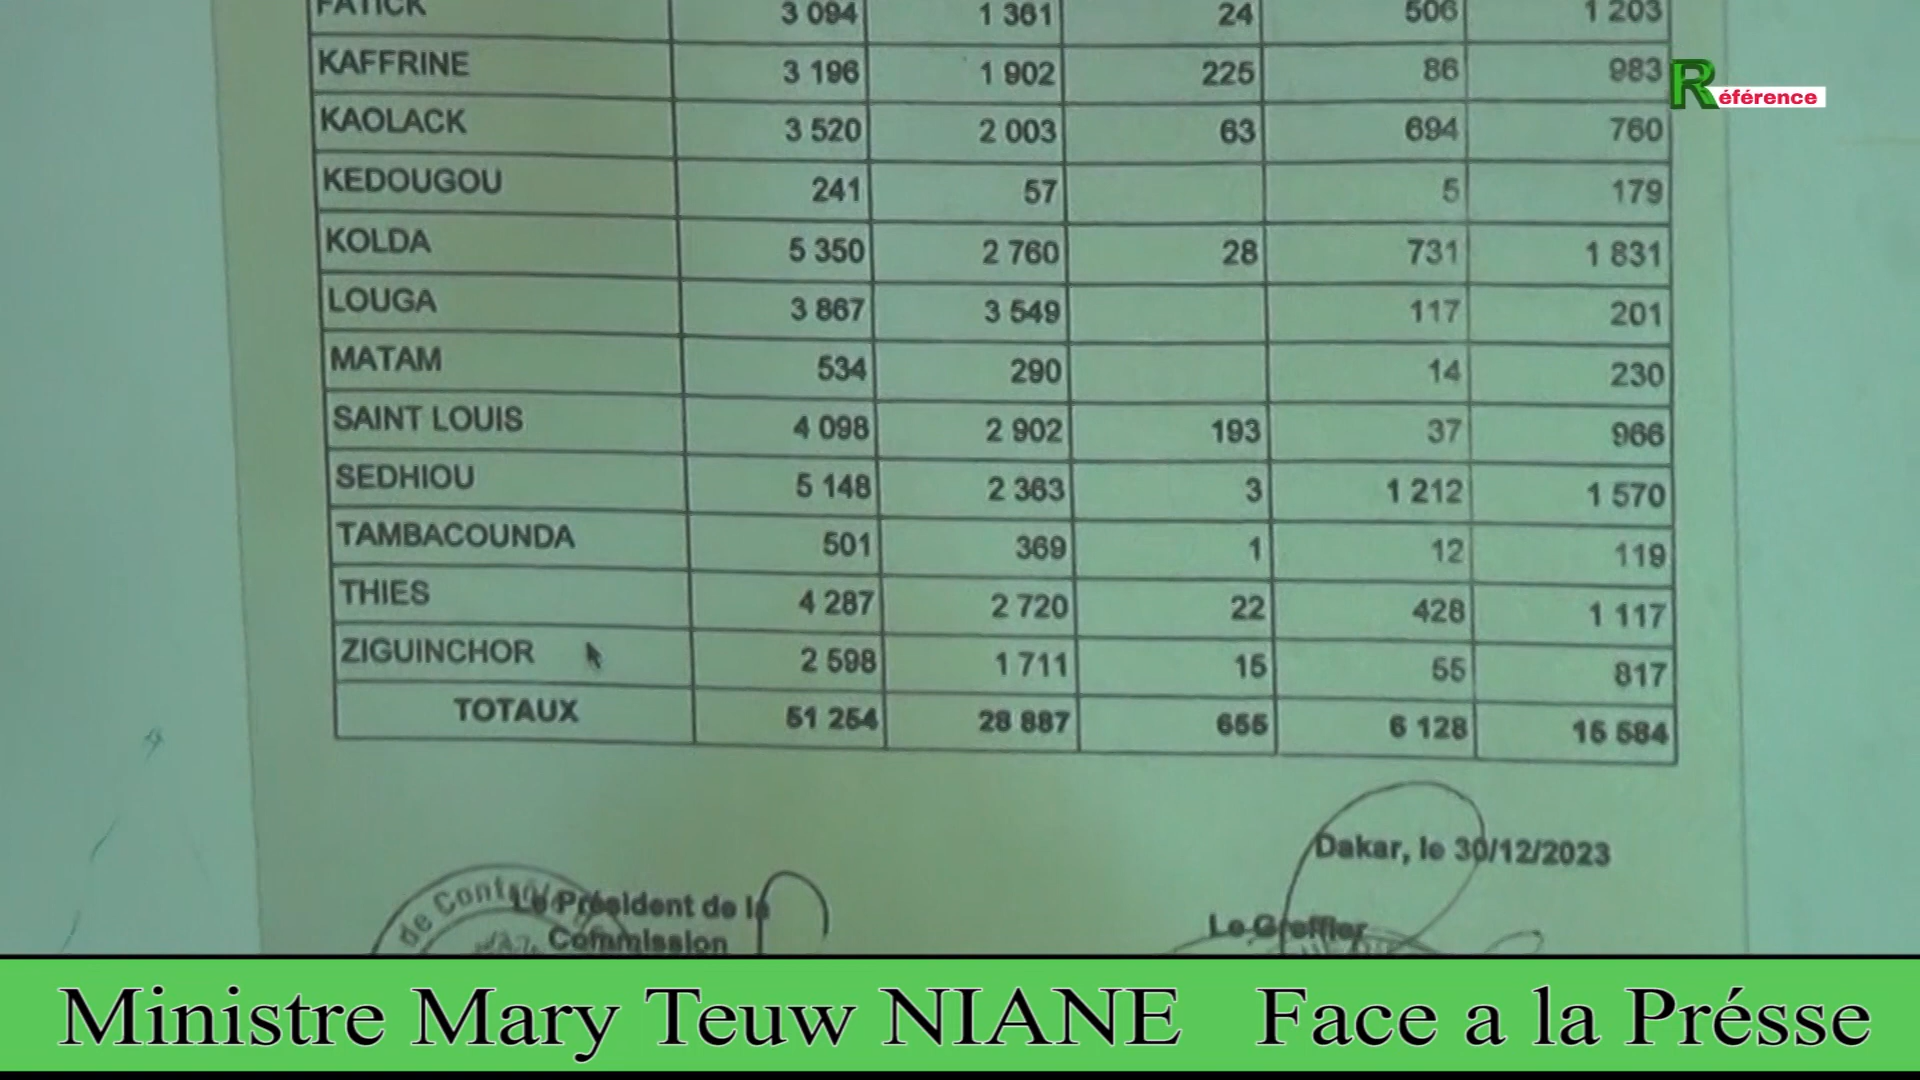 FATICK 3 094 1 361 24 506 1 203
KAFFRINE 3 196 1 902 225 86 983
KAOLACK 3 520 2 003 63 694 760
KEDOUGOU 241 57 5 179
KOLDA 5 350 2 760 28 731 1 831
LOUGA 3 867 3 549 117 201
MATAM 534 290 14 230
SAINT LOUIS 4 098 2 902 193 37 966
SEDHIOU 5 148 2 363 3 1 212 1 570
TAMBACOUNDA 501 369 1 12 119
THIES 4 287 2 720 22 428 1 117
ZIGUINCHOR 2 598 1 711 15 55 817
TOTAUX 51 254 28 887 655 6 128 15 584
Référence
Dakar, le 30/12/2023
de Contrôle
Le Président de la
Commission
Le Greffier
Ministre Mary Teuw NIANE Face a la Présse